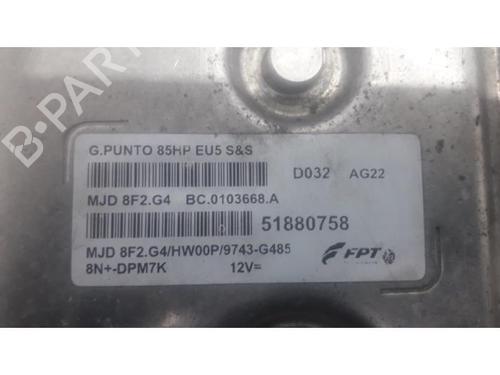 G.PUNTO 85HP EU5 S&S
D032 AG22
MJD 8F2.G4 BC.0103668.A
51880758
MJD 8F2.G4/HW00P/9743-G485
8N+-DPM7K 12V=
FPT
B-PARTS